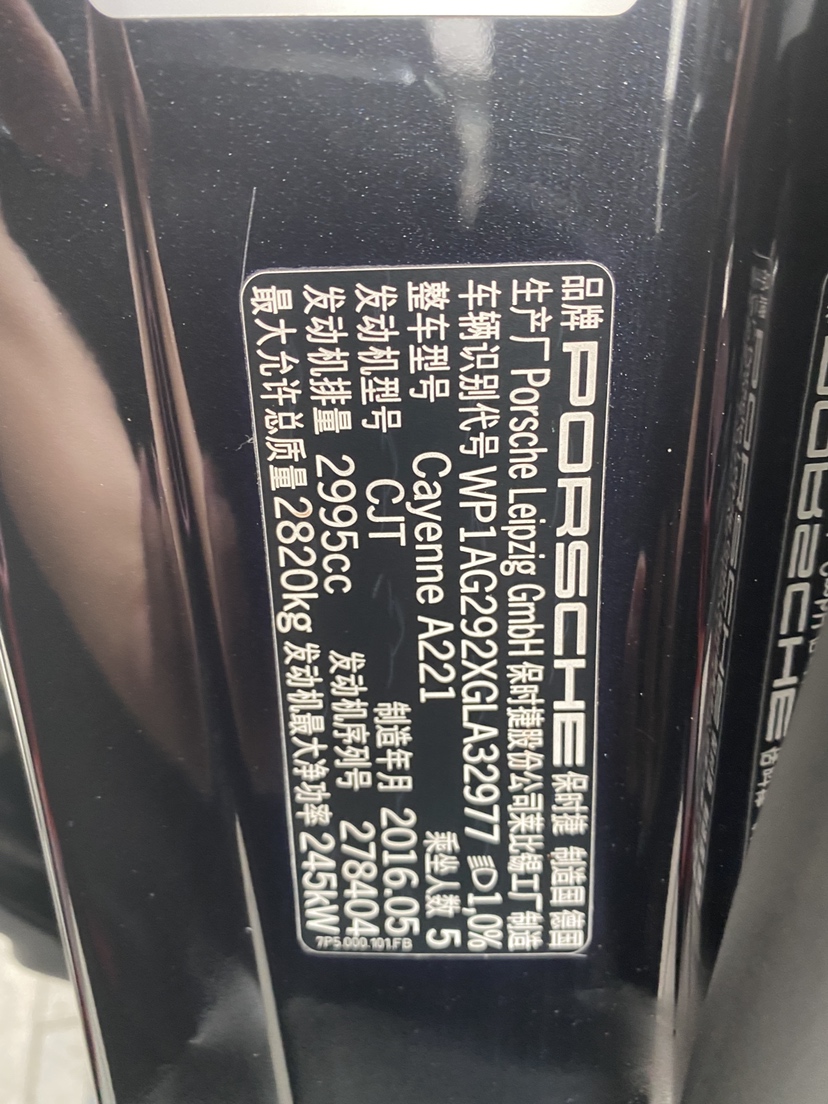 品牌 PORSCHE 保时捷 制造国 德国
生产厂 Porsche Leipzig GmbH 保时捷股份公司莱比锡工厂制造
车辆识别代号 WP1AG292XGLA32977 1,0%
整车型号 Cayenne A221 乘坐人数 5
发动机型号 CJT 制造年月 2016.05
发动机排量 2995cc 发动机序列号 278404
最大允许总质量 2820kg 发动机最大净功率 245kW
7P5.000.101.FB